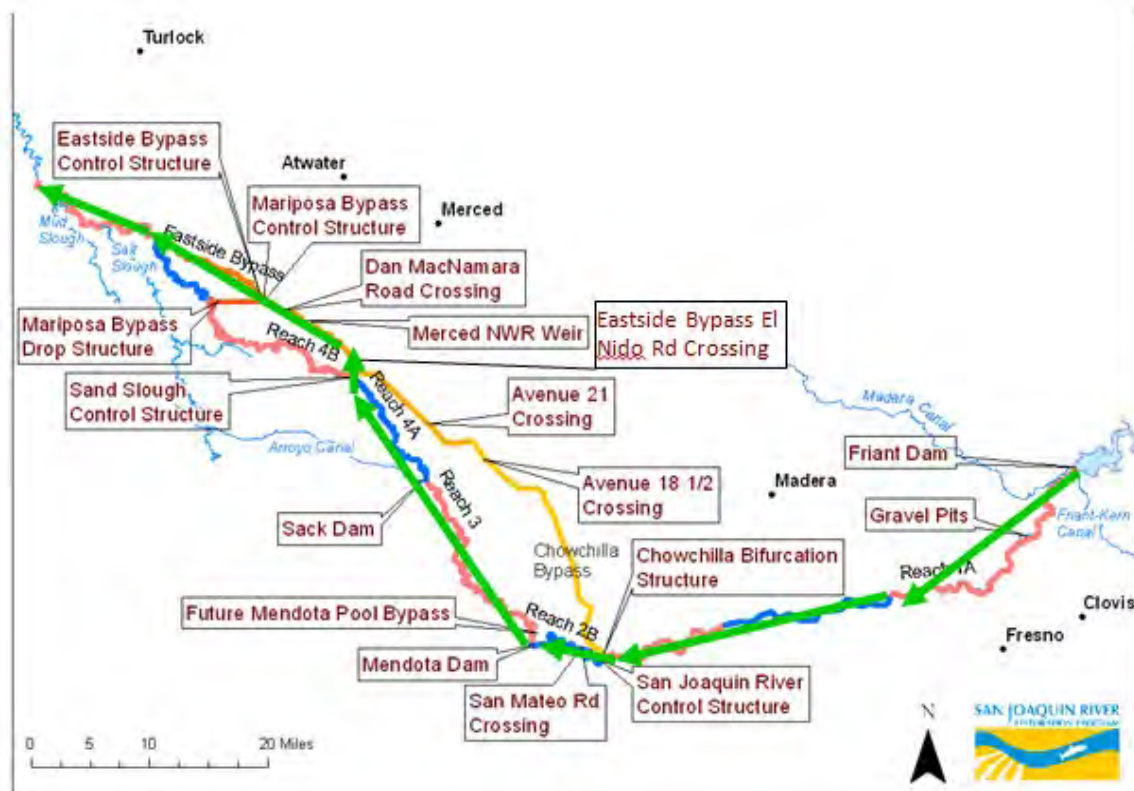 Turlock
Eastside Bypass
Control Structure
Atwater
Mariposa Bypass
Control Structure
Merced
Mud
Slough
Salt
Slough
Eastside Bypass
Dan MacNamara
Road Crossing
Mariposa Bypass
Drop Structure
Reach 4B
Merced NWR Weir
Eastside Bypass El
Nido Rd Crossing
Sand Slough
Control Structure
Reach 4A
Avenue 21
Crossing
Madera Canal
Arroyo Canal
Friant Dam
Avenue 18 1/2
Crossing
Madera
Sack Dam
Reach 3
Gravel Pits
Friant-Kern
Canal
Chowchilla
Bypass
Chowchilla Bifurcation
Structure
Reach 1A
Future Mendota Pool Bypass
Reach 2B
Clovis
Fresno
Mendota Dam
San Mateo Rd
Crossing
San Joaquin River
Control Structure
0 5 10 20 Miles
N
SAN JOAQUIN RIVER
RESTORATION PROGRAM